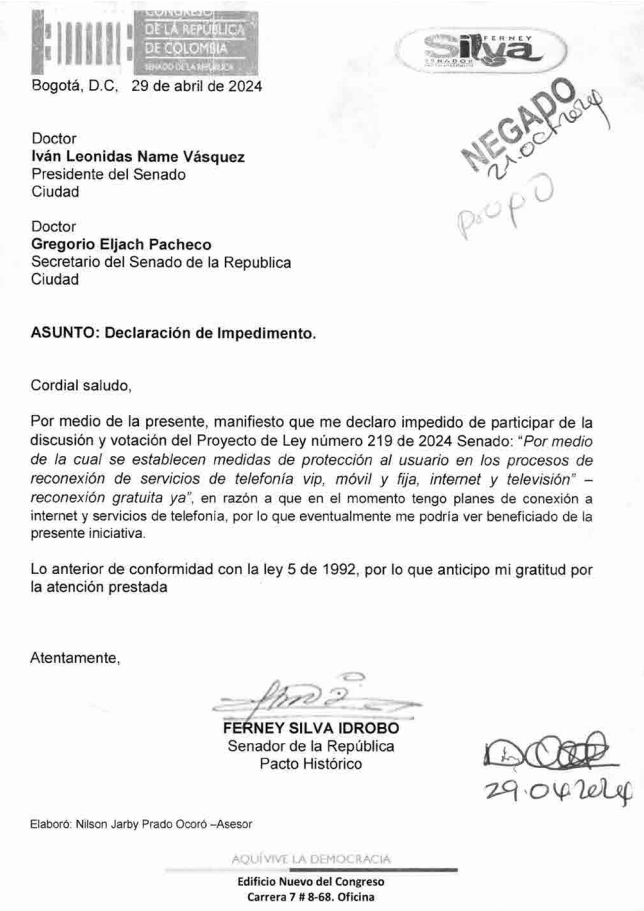 CONGRESO
DE LA REPÚBLICA
DE COLOMBIA
SENADO DE LA REPÚBLICA
FERNEY
Silva
SENADOR
Bogotá, D.C, 29 de abril de 2024
NEGADO
Doctor
Iván Leonidas Name Vásquez
Presidente del Senado
Ciudad
Doctor
Gregorio Eljach Pacheco
Secretario del Senado de la Republica
Ciudad
ASUNTO: Declaración de Impedimento.
Cordial saludo,
Por medio de la presente, manifiesto que me declaro impedido de participar de la
discusión y votación del Proyecto de Ley número 219 de 2024 Senado: “Por medio
de la cual se establecen medidas de protección al usuario en los procesos de
reconexión de servicios de telefonía vip, móvil y fija, internet y televisión” –
reconexión gratuita ya”, en razón a que en el momento tengo planes de conexión a
internet y servicios de telefonía, por lo que eventualmente me podría ver beneficiado de la
presente iniciativa.
Lo anterior de conformidad con la ley 5 de 1992, por lo que anticipo mi gratitud por
la atención prestada
Atentamente,
FERNEY SILVA IDROBO
Senador de la República
Pacto Histórico
29.04 2024
Elaboró: Nilson Jarby Prado Ocoró –Asesor
AQUÍ VIVE LA DEMOCRACIA
Edificio Nuevo del Congreso
Carrera 7 # 8-68. Oficina